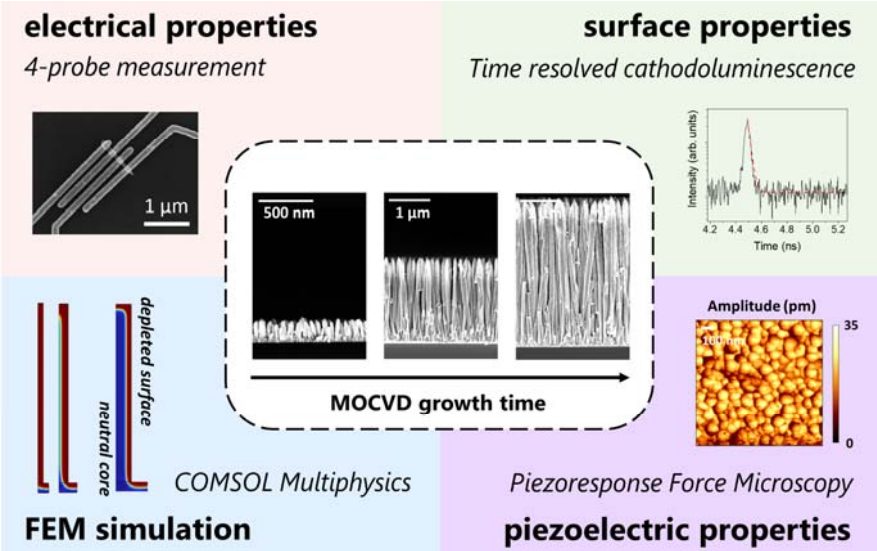 electrical properties
4-probe measurement
1 µm
surface properties
Time resolved cathodoluminescence
Intensity (arb. units)
4.2 4.4 4.6 4.8 5.0 5.2
Time (ns)
500 nm
1 µm
1 µm
MOCVD growth time
depleted surface
neutral core
COMSOL Multiphysics
FEM simulation
Amplitude (pm)
100 nm
35
0
Piezoresponse Force Microscopy
piezoelectric properties